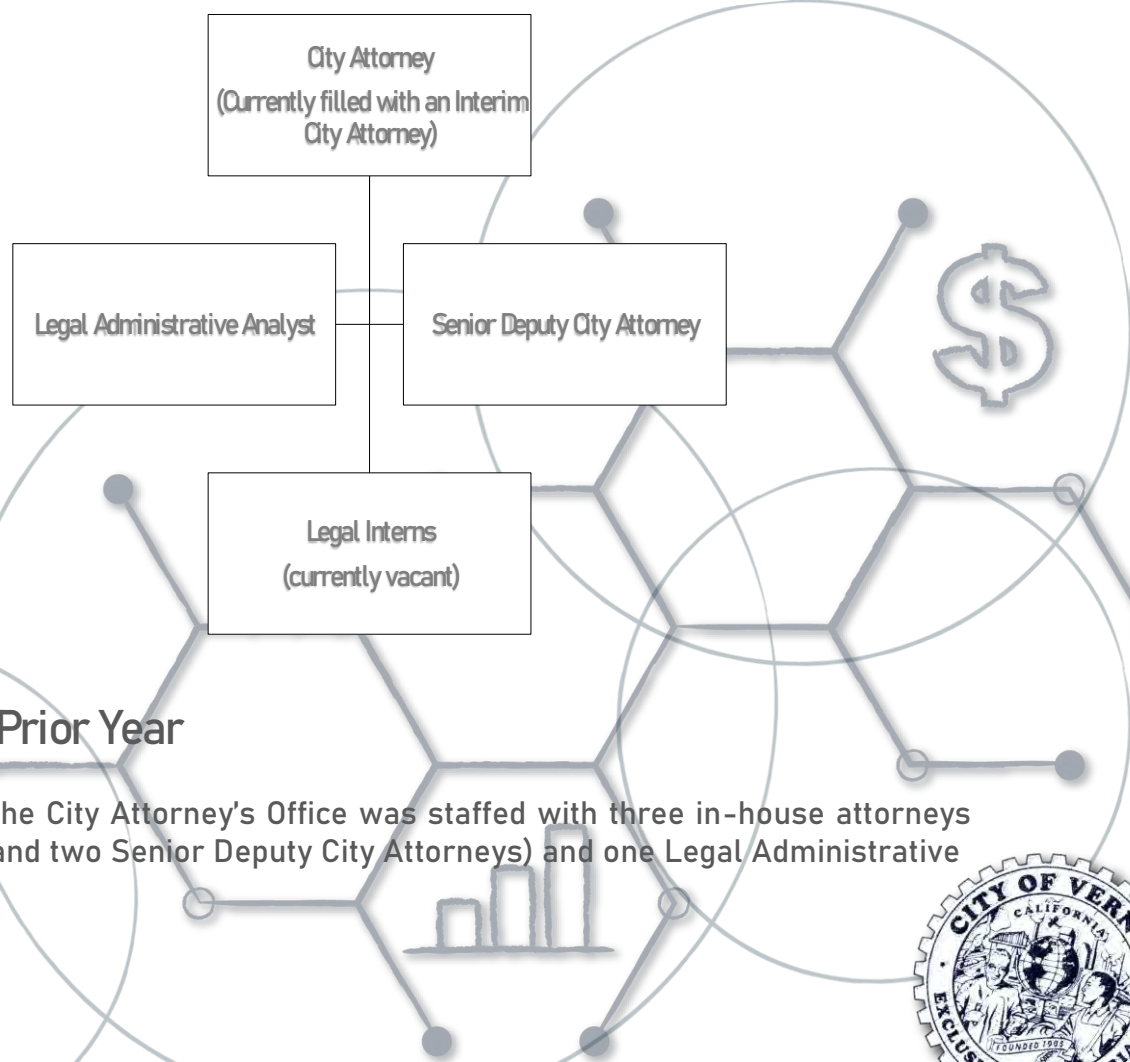 City Attorney
(Currently filled with an Interim
City Attorney)
Legal Administrative Analyst
Senior Deputy City Attorney
Legal Interns
(currently vacant)
Prior Year
he City Attorney's Office was staffed with three in-house attorneys
and two Senior Deputy City Attorneys) and one Legal Administrative
CITY OF VERN
CALIFORNIA
FOUNDED 1905
EXCLUS